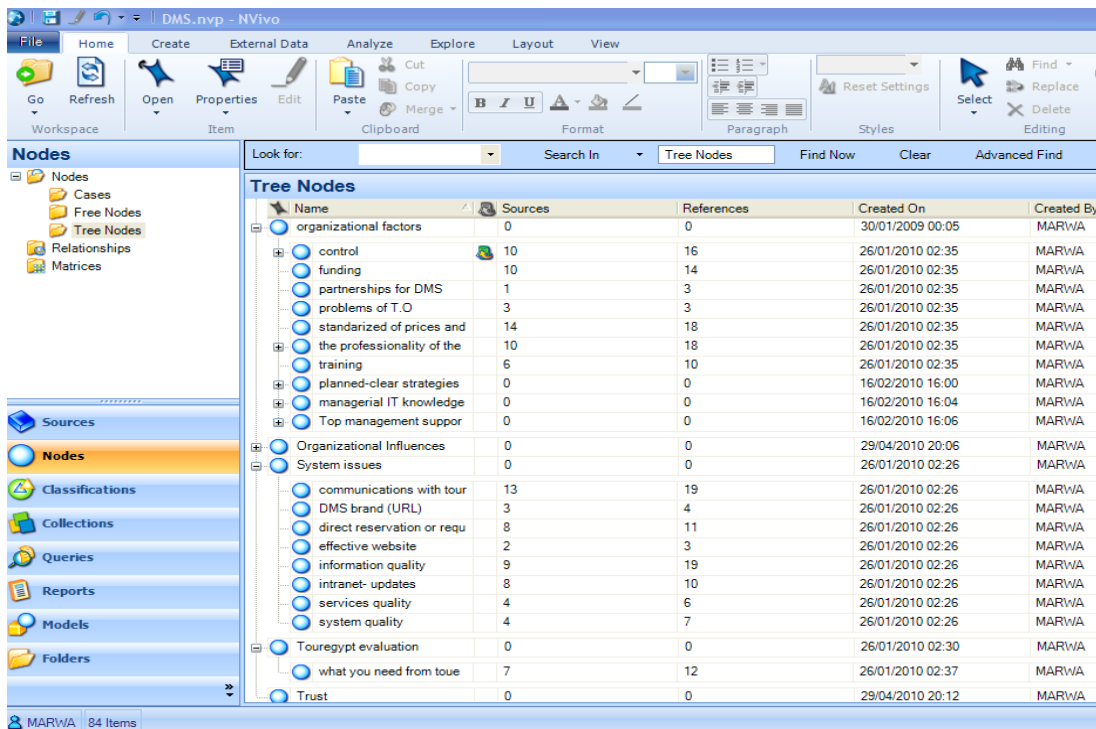 DMS.nvp - NVivo
File Home Create External Data Analyze Explore Layout View
Go Refresh Open Properties Edit Paste Cut Copy Merge B I U A Reset Settings Select Find Replace Delete
Workspace Item Clipboard Format Paragraph Styles Editing
Nodes
Look for: Search In Tree Nodes Find Now Clear Advanced Find
Nodes
Cases
Free Nodes
Tree Nodes
Relationships
Matrices
Sources
Nodes
Classifications
Collections
Queries
Reports
Models
Folders
Tree Nodes
Name Sources References Created On Created By
organizational factors 0 0 30/01/2009 00:05 MARWA
control 10 16 26/01/2010 02:35 MARWA
funding 10 14 26/01/2010 02:35 MARWA
partnerships for DMS 1 3 26/01/2010 02:35 MARWA
problems of T.O 3 3 26/01/2010 02:35 MARWA
standarized of prices and 14 18 26/01/2010 02:35 MARWA
the professionality of the 10 18 26/01/2010 02:35 MARWA
training 6 10 26/01/2010 02:35 MARWA
planned-clear strategies 0 0 16/02/2010 16:00 MARWA
managerial IT knowledge 0 0 16/02/2010 16:04 MARWA
Top management suppor 0 0 16/02/2010 16:06 MARWA
Organizational Influences 0 0 29/04/2010 20:06 MARWA
System issues 0 0 26/01/2010 02:26 MARWA
communications with tour 13 19 26/01/2010 02:26 MARWA
DMS brand (URL) 3 4 26/01/2010 02:26 MARWA
direct reservation or requ 8 11 26/01/2010 02:26 MARWA
effective website 2 3 26/01/2010 02:26 MARWA
information quality 9 19 26/01/2010 02:26 MARWA
intranet- updates 8 10 26/01/2010 02:26 MARWA
services quality 4 6 26/01/2010 02:26 MARWA
system quality 4 7 26/01/2010 02:26 MARWA
Touregypt evaluation 0 0 26/01/2010 02:30 MARWA
what you need from toue 7 12 26/01/2010 02:37 MARWA
Trust 0 0 29/04/2010 20:12 MARWA
MARWA 84 Items